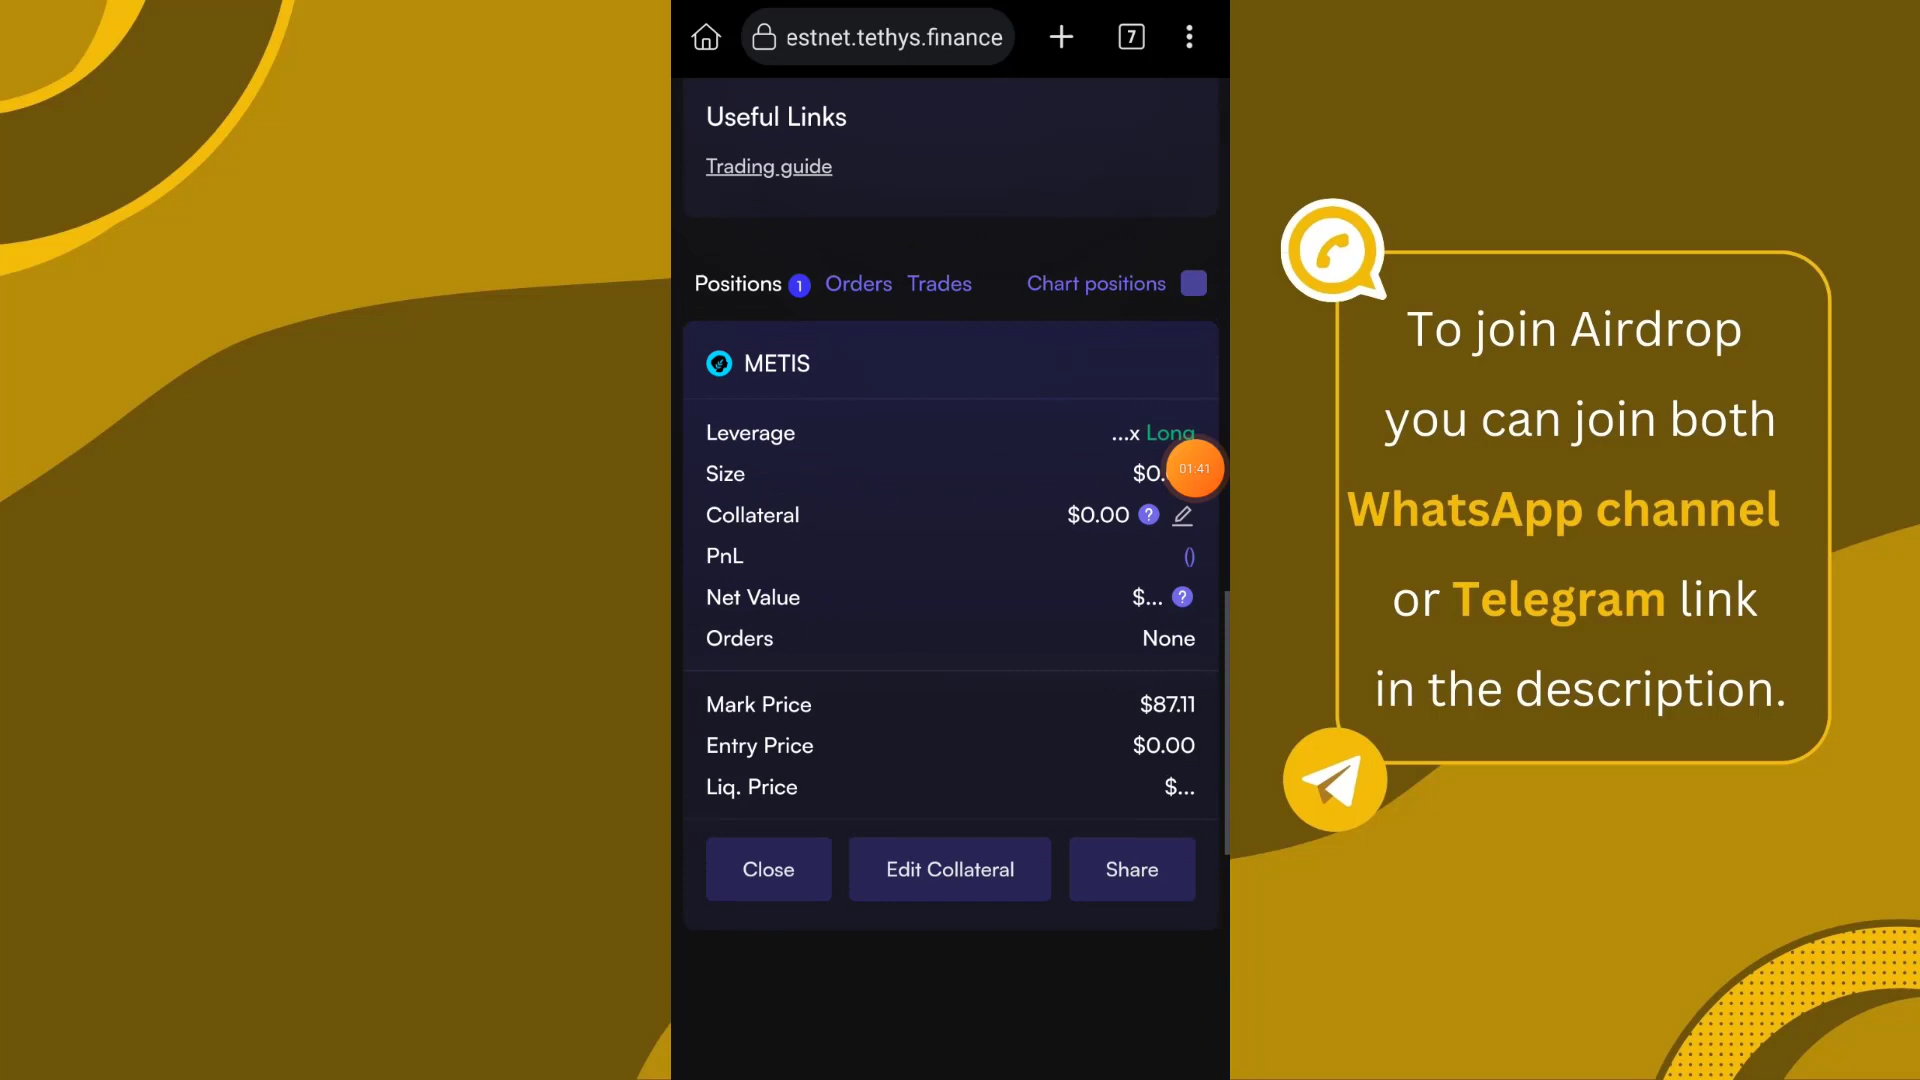 estnet.tethys.finance
7
Useful Links
Trading guide
Positions 1 Orders Trades Chart positions
METIS
Leverage ...x Long
Size $0.
01:41
Collateral $0.00 ?
PnL ()
Net Value $... ?
Orders None
Mark Price $87.11
Entry Price $0.00
Liq. Price $...
Close Edit Collateral Share
To join Airdrop
you can join both
WhatsApp channel
or Telegram link
in the description.